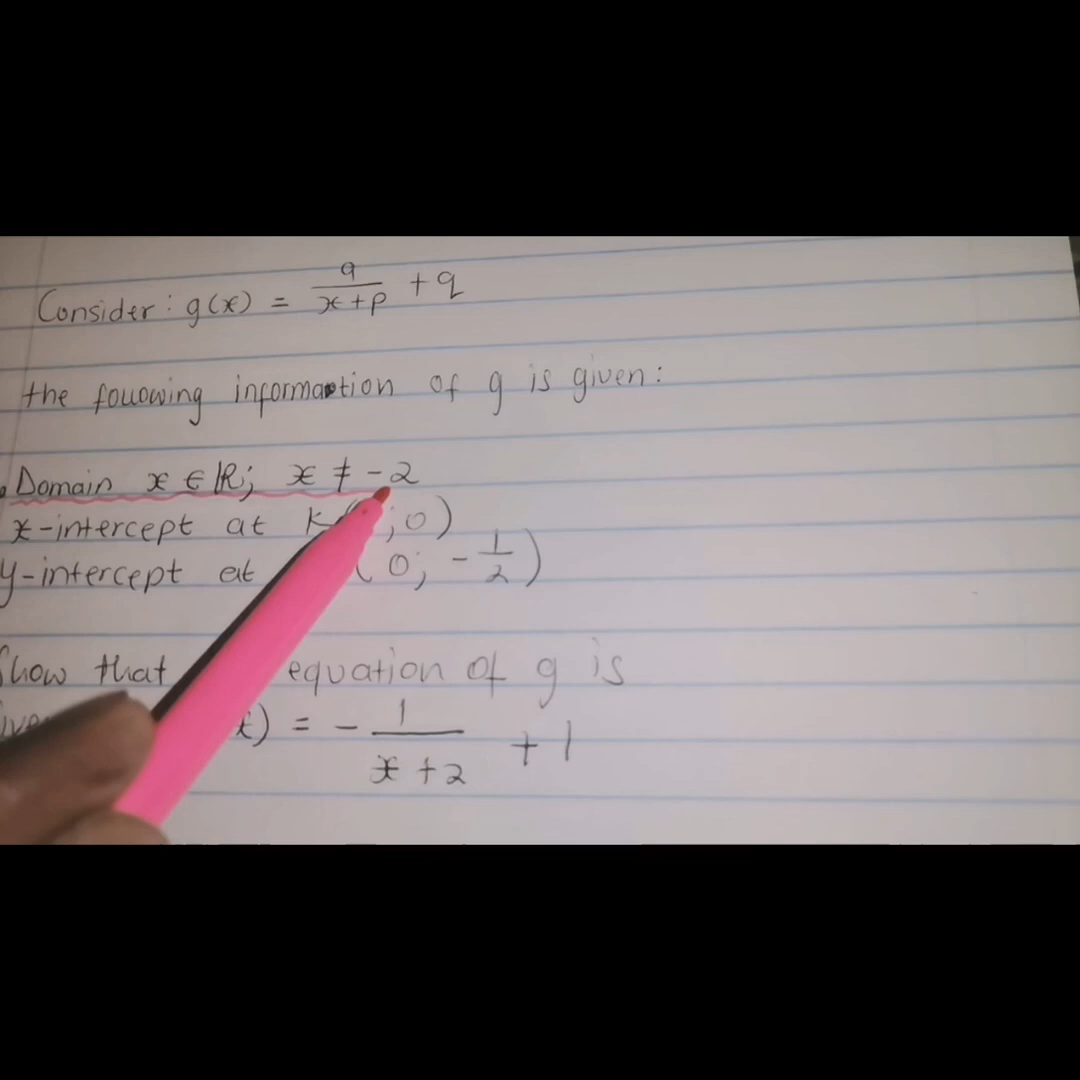 Consider : g(x) = a/(x+p) + q
the following information of g is given:
Domain x ∈ ℝ; x ≠ -2
x-intercept at K( ;0)
y-intercept at (0; -1/2)
Show that equation of g is
x) = - 1/(x+2) + 1